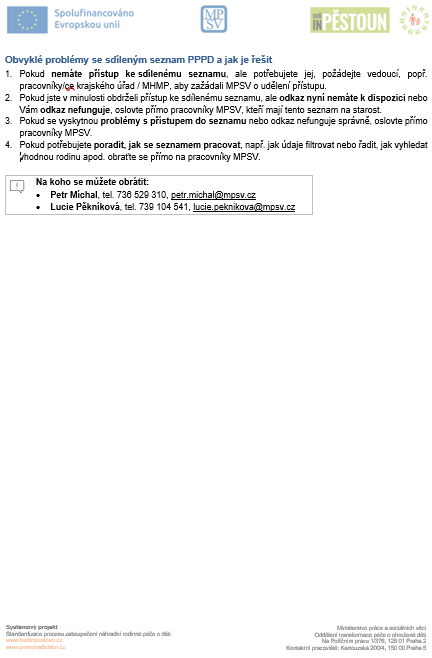 Spolufinancováno
Evropskou unií
MP
SV
BUĎ
INPĚSTOUN
Obvyklé problémy se sdíleným seznam PPPD a jak je řešit
1. Pokud nemáte přístup ke sdílenému seznamu, ale potřebujete jej, požádejte vedoucí, popř.
pracovníky/ce krajského úřad / MHMP, aby zažádali MPSV o udělení přístupu.
2. Pokud jste v minulosti obdrželi přístup ke sdílenému seznamu, ale odkaz nyní nemáte k dispozici nebo
Vám odkaz nefunguje, oslovte přímo pracovníky MPSV, kteří mají tento seznam na starost.
3. Pokud se vyskytnou problémy s přístupem do seznamu nebo odkaz nefunguje správně, oslovte přímo
pracovníky MPSV.
4. Pokud potřebujete poradit, jak se seznamem pracovat, např. jak údaje filtrovat nebo řadit, jak vyhledat
vhodnou rodinu apod. obraťte se přímo na pracovníky MPSV.
Na koho se můžete obrátit:
• Petr Michal, tel. 736 529 310, petr.michal@mpsv.cz
• Lucie Pěkníková, tel. 739 104 541, lucie.peknikova@mpsv.cz
Systémový projekt
Standardizace procesu zabezpečení náhradní rodinné péče o děti
www.budinpestoun.cz
www.pravonadetstvi.cz
Ministerstvo práce a sociálních věcí
Oddělení transformace péče o ohrožené děti
Na Poříčním právu 1/376, 128 01 Praha 2
Kontaktní pracoviště: Kartouzská 200/4, 150 00 Praha 5